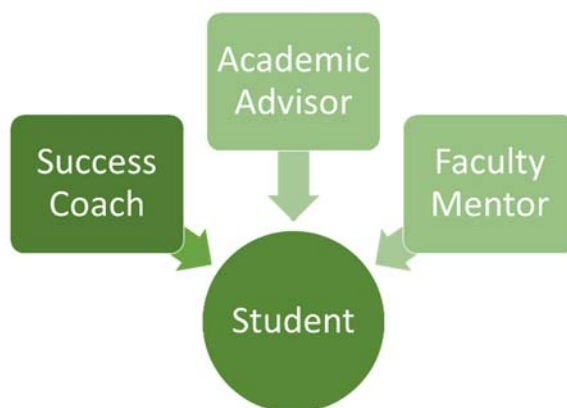 Academic
Advisor
Success
Coach
Faculty
Mentor
Student